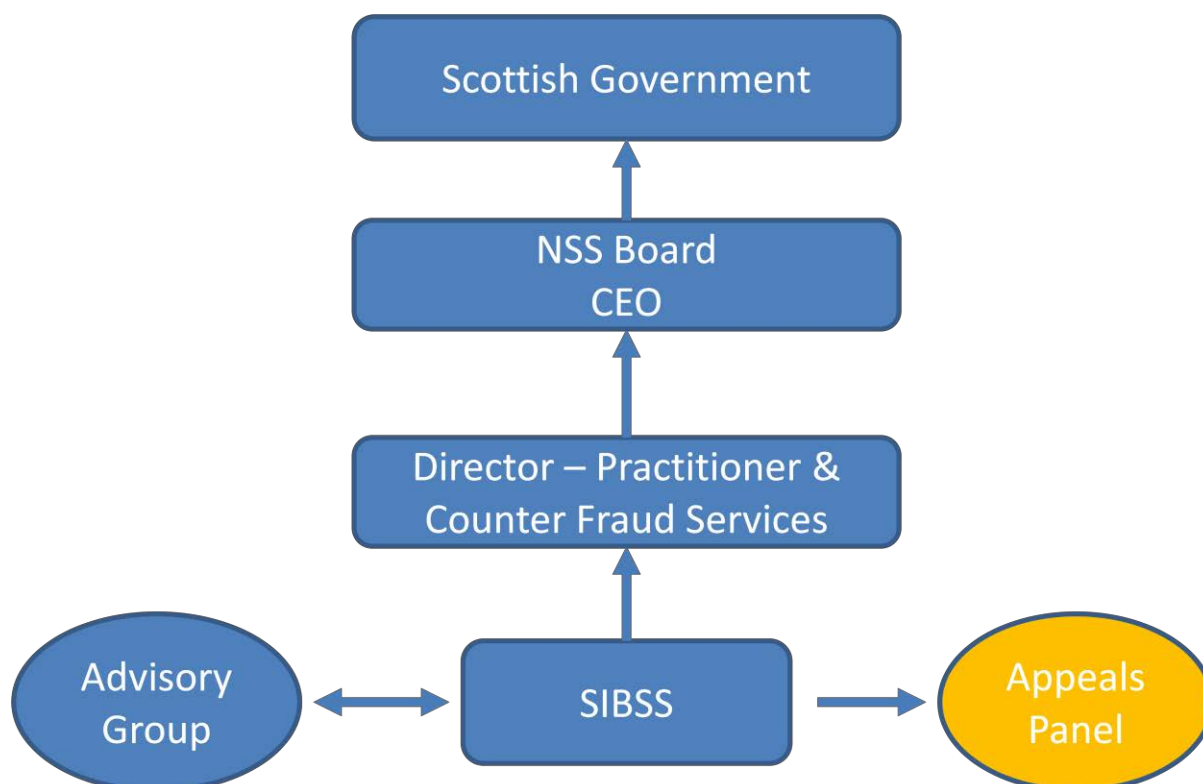 Scottish Government
NSS Board
CEO
Director – Practitioner &
Counter Fraud Services
Advisory
Group
SIBSS
Appeals
Panel